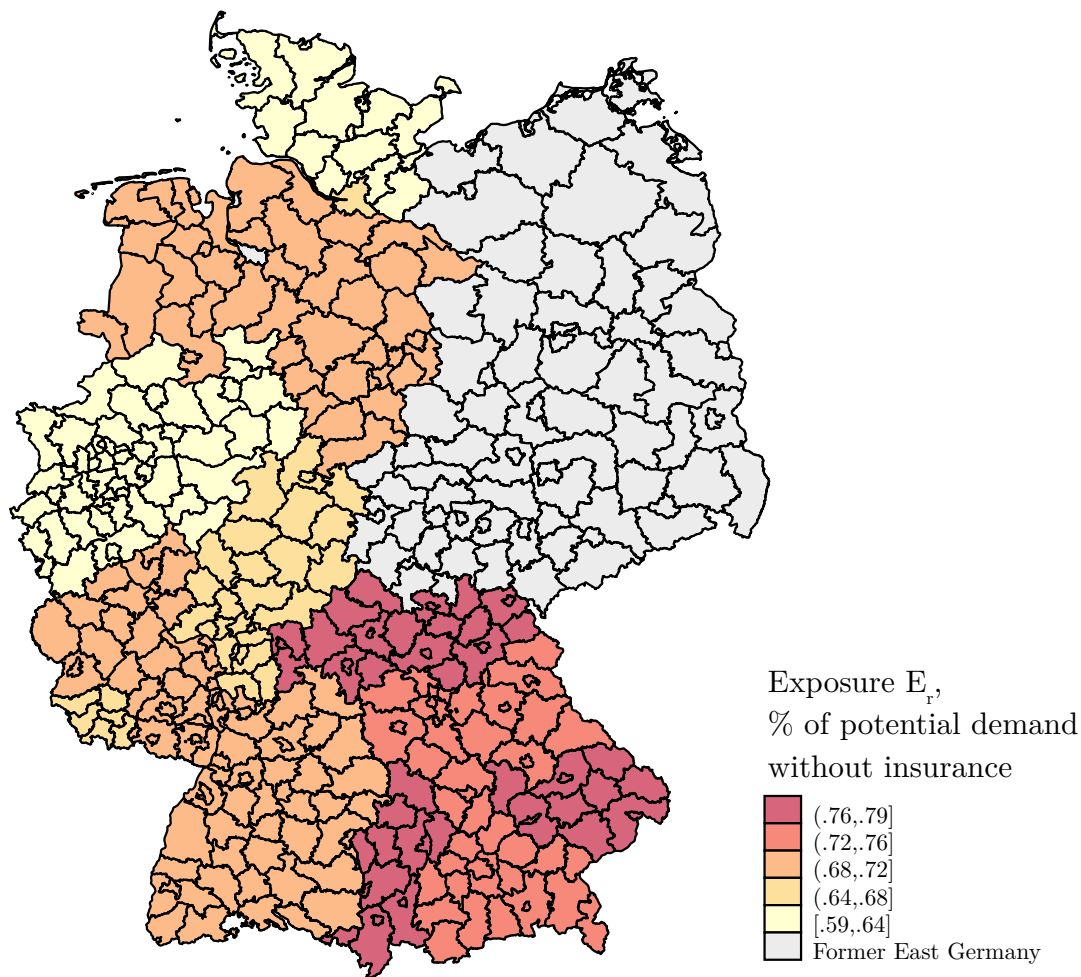 Exposure E_r,
% of potential demand
without insurance
(.76,.79]
(.72,.76]
(.68,.72]
(.64,.68]
[.59,.64]
Former East Germany